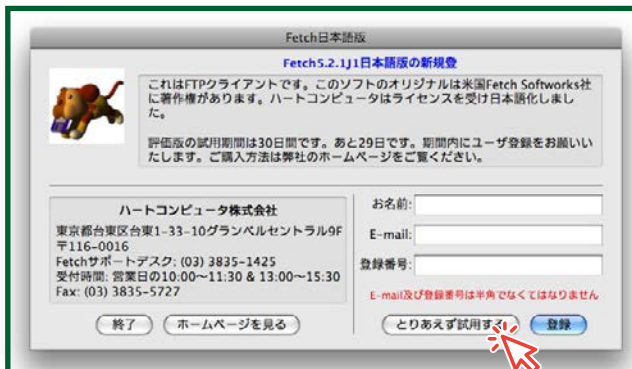 Fetch日本語版
Fetch5.2.1J1日本語版の新規登
これはFTPクライアントです。このソフトのオリジナルは米国Fetch Softworks社
に著作権があります。ハートコンピュータはライセンスを受け日本語化しまし
た。
評価版の試用期間は30日間です。あと29日です。期間内にユーザ登録をお願いい
たします。ご購入方法は弊社のホームページをご覧ください。
ハートコンピュータ株式会社
東京都台東区台東1-33-10グランベルセントラル9F
〒116-0016
Fetchサポートデスク: (03) 3835-1425
受付時間: 営業日の10:00〜11:30 & 13:00〜15:30
Fax: (03) 3835-5727
お名前:
E-mail:
登録番号:
E-mail及び登録番号は半角でなくてはなりません
終了
ホームページを見る
とりあえず試用する
登録